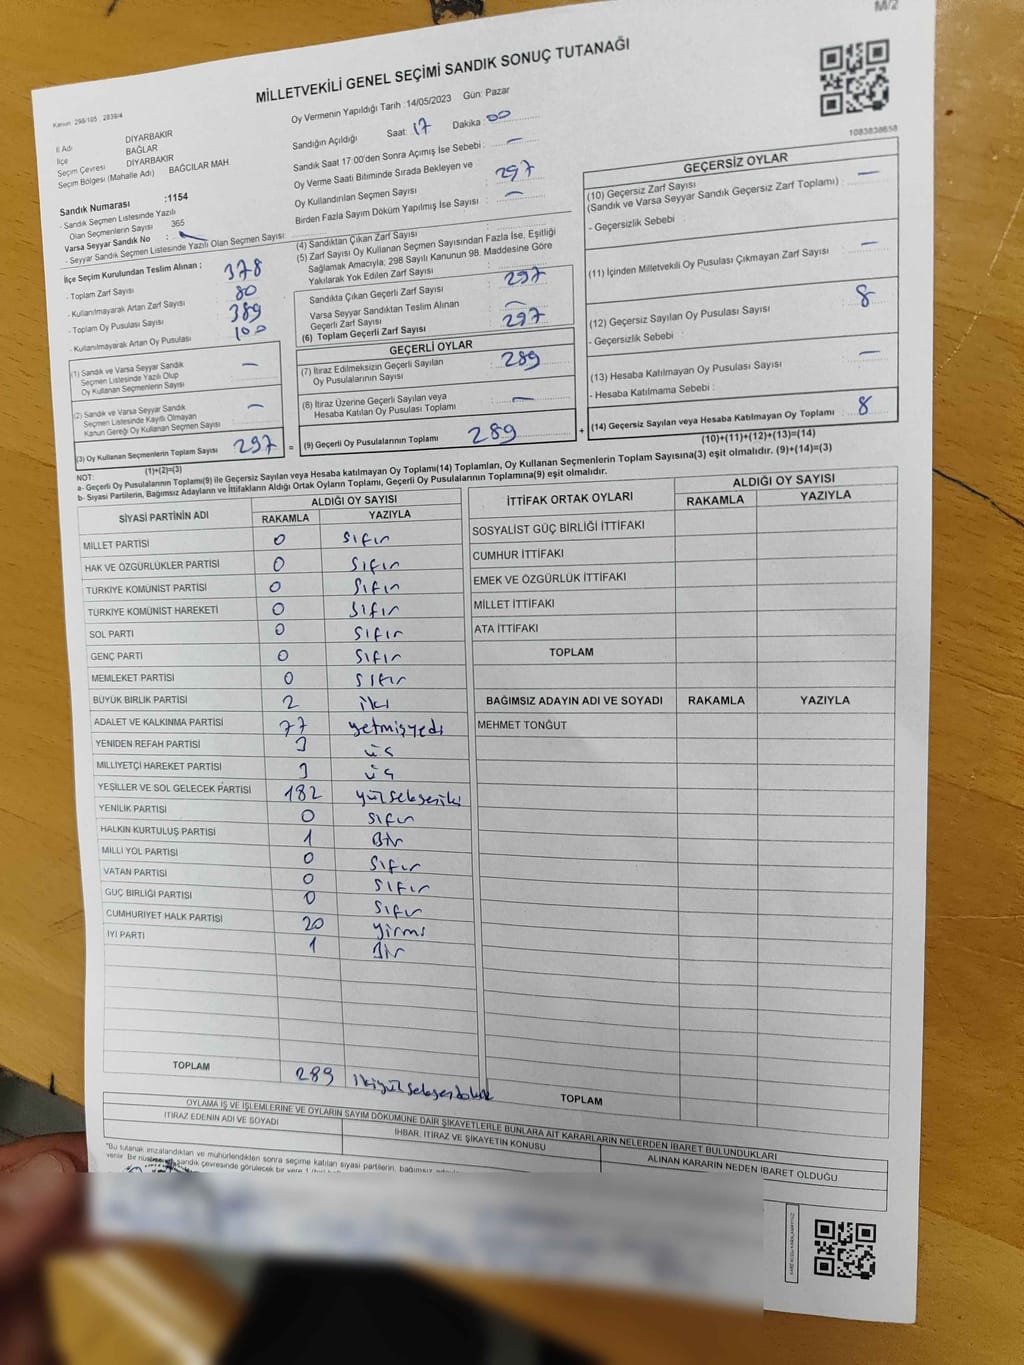 M/2
MİLLETVEKİLİ GENEL SEÇİMİ SANDIK SONUÇ TUTANAĞI
Kanun: 298/105, 2839/4
Oy Vermenin Yapıldığı Tarih : 14/05/2023 Gün: Pazar
1083838658
İl Adı DİYARBAKIR
İlçe BAĞLAR
Seçim Çevresi DİYARBAKIR
Seçim Bölgesi (Mahalle Adı) BAĞCILAR MAH
Sandık Numarası :1154
- Sandık Seçmen Listesinde Yazılı
Olan Seçmenlerin Sayısı 365
Varsa Seyyar Sandık No :
- Seyyar Sandık Seçmen Listesinde Yazılı Olan Seçmen Sayısı:
Sandığın Açıldığı Saat: 17 Dakika: 00
Sandık Saat 17:00'den Sonra Açımış İse Sebebi : —
Oy Verme Saati Bitiminde Sırada Bekleyen ve
Oy Kullandırılan Seçmen Sayısı 297
Birden Fazla Sayım Döküm Yapılmış İse Sayısı : —
İlçe Seçim Kurulundan Teslim Alınan :
- Toplam Zarf Sayısı 378
- Kullanılmayarak Artan Zarf Sayısı 80
- Toplam Oy Pusulası Sayısı 389
- Kullanılmayarak Artan Oy Pusulası 100
(1) Sandık ve Varsa Seyyar Sandık
Seçmen Listesinde Yazılı Olup
Oy Kullanan Seçmenlerin Sayısı —
(2) Sandık ve Varsa Seyyar Sandık
Seçmen Listesinde Kayıtlı Olmayan
Kanun Gereği Oy Kullanan Seçmen Sayısı —
(3) Oy Kullanan Seçmenlerin Toplam Sayısı 297 =
(1)+(2)=(3)
(4) Sandıktan Çıkan Zarf Sayısı
(5) Zarf Sayısı Oy Kullanan Seçmen Sayısından Fazla İse, Eşitliği
Sağlamak Amacıyla; 298 Sayılı Kanunun 98. Maddesine Göre
Yakılarak Yok Edilen Zarf Sayısı
Sandıkta Çıkan Geçerli Zarf Sayısı 297
Varsa Seyyar Sandıktan Teslim Alınan
Geçerli Zarf Sayısı —
(6) Toplam Geçerli Zarf Sayısı 297
GEÇERLİ OYLAR
(7) İtiraz Edilmeksizin Geçerli Sayılan
Oy Pusulalarının Sayısı 289
(8) İtiraz Üzerine Geçerli Sayılan veya
Hesaba Katılan Oy Pusulası Toplamı —
(9) Geçerli Oy Pusulalarının Toplamı 289 +
GEÇERSİZ OYLAR
(10) Geçersiz Zarf Sayısı
(Sandık ve Varsa Seyyar Sandık Geçersiz Zarf Toplamı) : —
- Geçersizlik Sebebi :
(11) İçinden Milletvekili Oy Pusulası Çıkmayan Zarf Sayısı —
(12) Geçersiz Sayılan Oy Pusulası Sayısı 8
- Geçersizlik Sebebi :
(13) Hesaba Katılmayan Oy Pusulası Sayısı —
- Hesaba Katılmama Sebebi :
(14) Geçersiz Sayılan veya Hesaba Katılmayan Oy Toplamı : 8
(10)+(11)+(12)+(13)=(14)
NOT:
a- Geçerli Oy Pusulalarının Toplamı(9) ile Geçersiz Sayılan veya Hesaba katılmayan Oy Toplamı(14) Toplamları, Oy Kullanan Seçmenlerin Toplam Sayısına(3) eşit olmalıdır. (9)+(14)=(3)
b- Siyasi Partilerin, Bağımsız Adayların ve İttifakların Aldığı Ortak Oyların Toplamı, Geçerli Oy Pusulalarının Toplamına(9) eşit olmalıdır.
SİYASİ PARTİNİN ADI ALDIĞI OY SAYISI
RAKAMLA YAZIYLA
MİLLET PARTİSİ 0 Sıfır
HAK VE ÖZGÜRLÜKLER PARTİSİ 0 Sıfır
TÜRKİYE KOMÜNİST PARTİSİ 0 Sıfır
TÜRKİYE KOMÜNİST HAREKETİ 0 Sıfır
SOL PARTİ 0 Sıfır
GENÇ PARTİ 0 Sıfır
MEMLEKET PARTİSİ 0 Sıfır
BÜYÜK BİRLİK PARTİSİ 2 iki
ADALET VE KALKINMA PARTİSİ 77 yetmişyedi
YENİDEN REFAH PARTİSİ 3 üç
MİLLİYETÇİ HAREKET PARTİSİ 3 üç
YEŞİLLER VE SOL GELECEK PARTİSİ 182 yüzsekseniki
YENİLİK PARTİSİ 0 Sıfır
HALKIN KURTULUŞ PARTİSİ 1 Bir
MİLLİ YOL PARTİSİ 0 Sıfır
VATAN PARTİSİ 0 Sıfır
GÜÇ BİRLİĞİ PARTİSİ 0 Sıfır
CUMHURİYET HALK PARTİSİ 20 yirmi
İYİ PARTİ 1 Bir
TOPLAM 289 ikiyüzseksendokuz
İTTİFAK ORTAK OYLARI ALDIĞI OY SAYISI
RAKAMLA YAZIYLA
SOSYALİST GÜÇ BİRLİĞİ İTTİFAKI
CUMHUR İTTİFAKI
EMEK VE ÖZGÜRLÜK İTTİFAKI
MİLLET İTTİFAKI
ATA İTTİFAKI
TOPLAM
BAĞIMSIZ ADAYIN ADI VE SOYADI RAKAMLA YAZIYLA
MEHMET TONĞUT
TOPLAM
OYLAMA İŞ VE İŞLEMLERİNE VE OYLARIN SAYIM DÖKÜMÜNE DAİR ŞİKAYETLERLE BUNLARA AİT KARARLARIN NELERDEN İBARET BULUNDUKLARI
İTİRAZ EDENİN ADI VE SOYADI İHBAR, İTİRAZ VE ŞİKAYETİN KONUSU ALINAN KARARIN NEDEN İBARET OLDUĞU
"Bu tutanak imzalandıktan ve mühürlendikten sonra seçime katılan siyasi partilerin, bağımsız